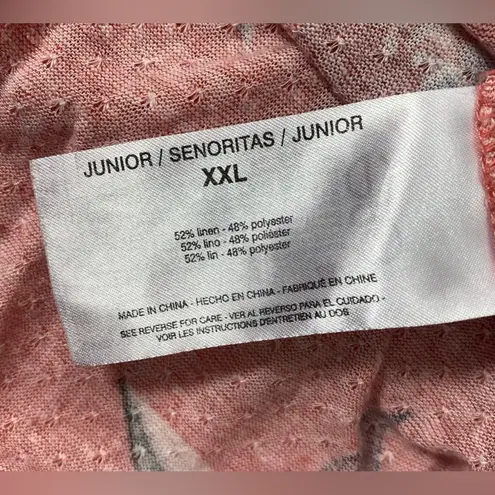 JUNIOR / SENORITAS / JUNIOR
XXL
52% linen - 48% polyester
52% lino - 48% poliéster
52% lin - 48% polyester
MADE IN CHINA - HECHO EN CHINA - FABRIQUÉ EN CHINE
SEE REVERSE FOR CARE - VER AL REVERSO PARA EL CUIDADO -
VOIR LES INSTRUCTIONS D'ENTRETIEN AU DOS